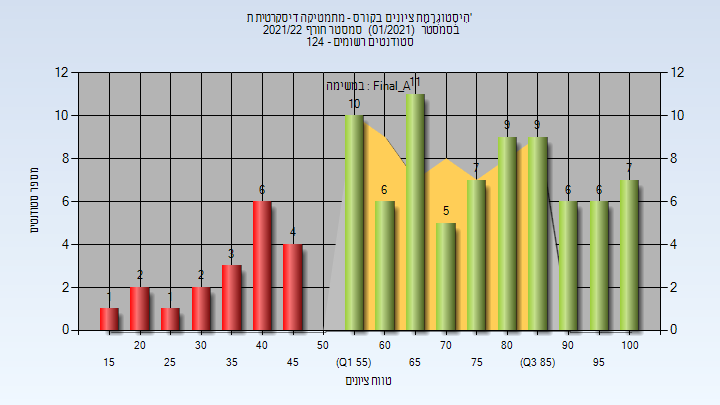 היסטוגרמת ציונים בקורס - מתמטיקה דיסקרטית ת'
בסמסטר (01/2021) סמסטר חורף 2021/22
124 - סטודנטים רשומים
במשימה : Final_A
מספר סטודנטים
12 12
10 10
8 8
6 6
4 4
2 2
0 0
1 2 1 2 3 6 4 10 6 11 5 7 9 9 6 6 7
20 30 40 50 60 70 80 90 100
15 25 35 45 (Q1 55) 65 75 (Q3 85) 95
טווח ציונים